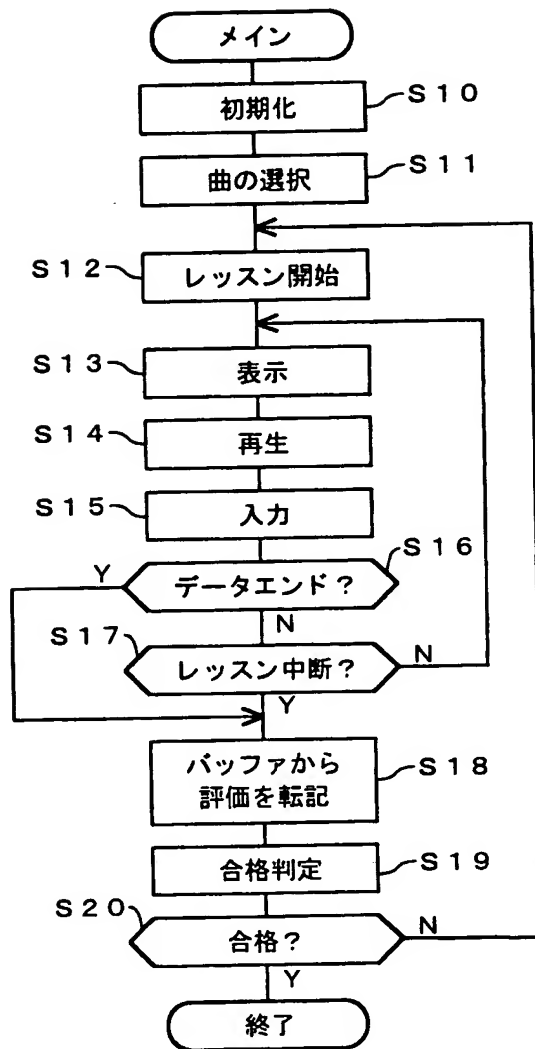 メイン
初期化
S10
曲の選択
S11
S12
レッスン開始
S13
表示
S14
再生
S15
入力
S16
Y
データエンド?
N
S17
レッスン中断?
N
Y
バッファから
評価を転記
S18
合格判定
S19
S20
合格?
N
Y
終了